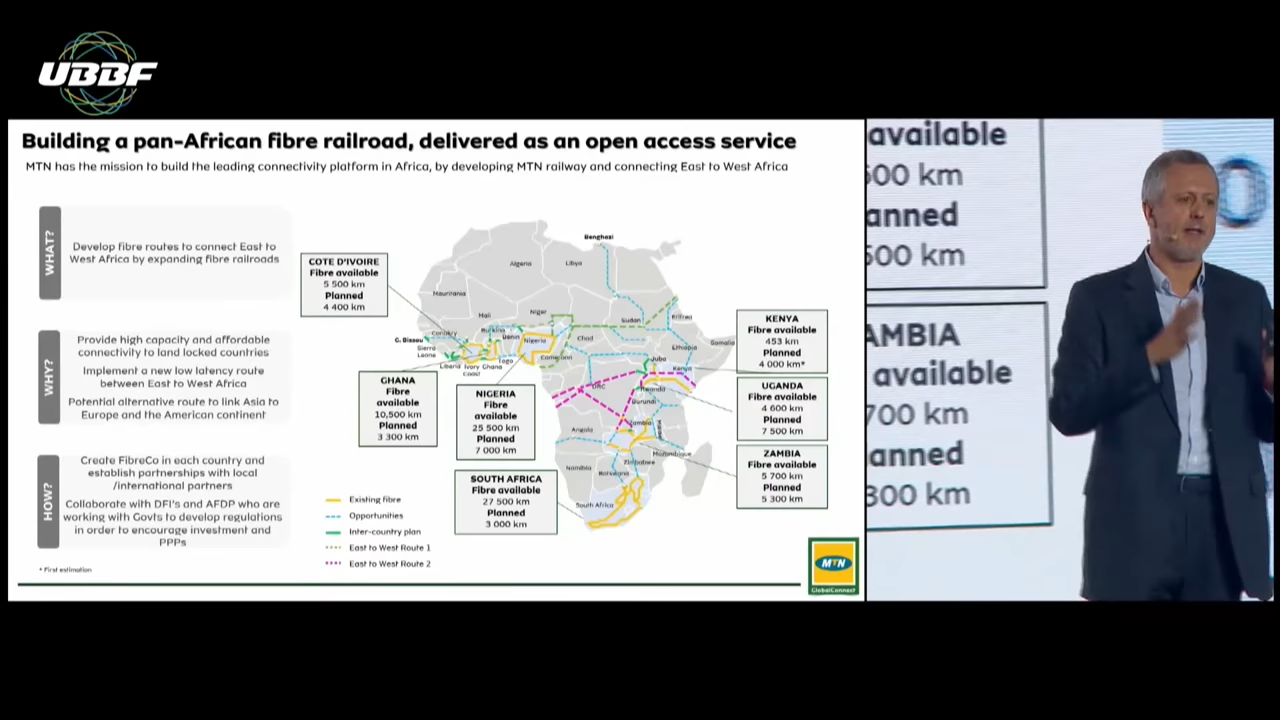 UBBF
Building a pan-African fibre railroad, delivered as an open access service
MTN has the mission to build the leading connectivity platform in Africa, by developing MTN railway and connecting East to West Africa
WHAT?
Develop fibre routes to connect East to
West Africa by expanding fibre railroads
WHY?
Provide high capacity and affordable
connectivity to land locked countries
Implement a new low latency route
between East to West Africa
Potential alternative route to link Asia to
Europe and the American continent
HOW?
Create FibreCo in each country and
establish partnerships with local
/international partners
Collaborate with DFI's and AFDP who are
working with Govts to develop regulations
in order to encourage investment and
PPPs
* First estimation
COTE D'IVOIRE
Fibre available
5 500 km
Planned
4 400 km
GHANA
Fibre
available
10,500 km
Planned
3 300 km
NIGERIA
Fibre
available
25 500 km
Planned
7 000 km
SOUTH AFRICA
Fibre available
27 500 km
Planned
3 000 km
KENYA
Fibre available
453 km
Planned
4 000 km*
UGANDA
Fibre available
4 600 km
Planned
7 500 km
ZAMBIA
Fibre available
5 700 km
Planned
5 300 km
Benghasi
Algeria
Libya
Mauritania
Mali
Niger
Sudan
Eritrea
Conakry
Burkina
G. Bissau
Benin
Nigeria
Chad
Sierra
Leone
Ethiopia
Somalia
Liberia
Ivory
Coast
Ghana
Togo
Cameroon
Juba
Kenya
DRC
Rwanda
Burundi
Angola
Zambia
Mozambique
Zimbabwe
Namibia
Botswana
South Africa
Existing fibre
Opportunities
Inter-country plan
East to West Route 1
East to West Route 2
MTN
GlobalConnect
available
500 km
anned
500 km
AMBIA
available
700 km
anned
300 km